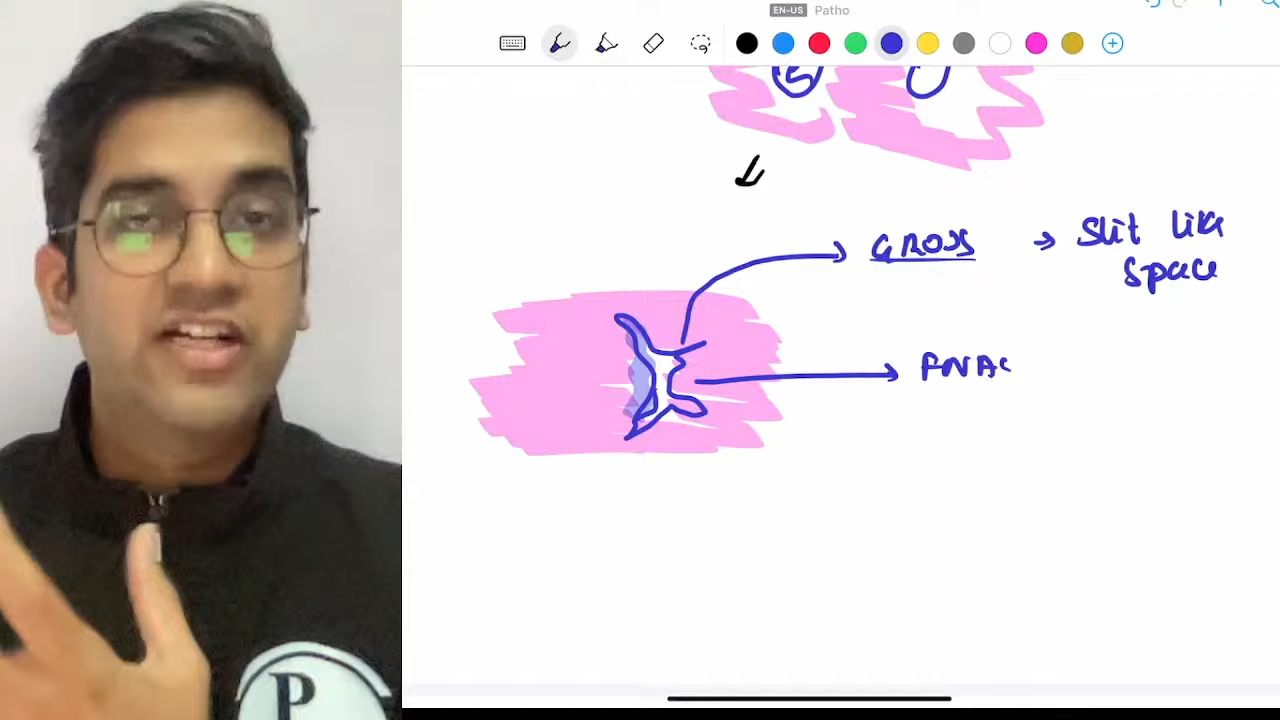 EN-US Patho
GROSS → Slit like
space
FNAC
P